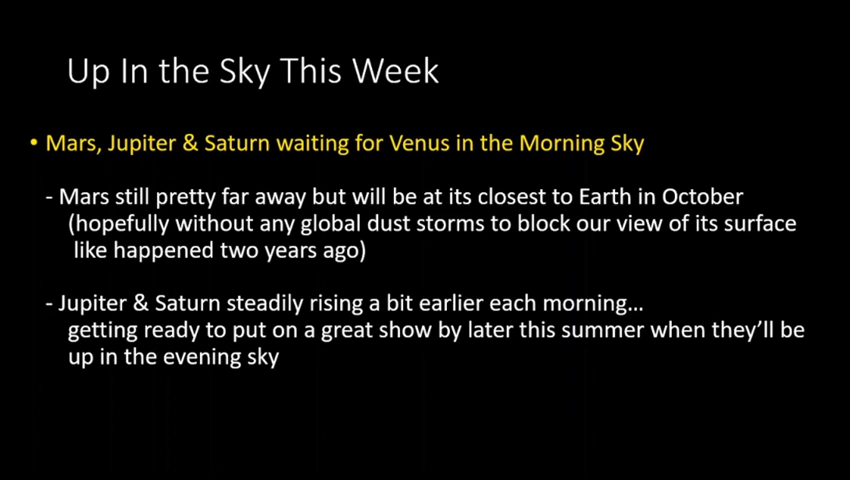 Up In the Sky This Week
• Mars, Jupiter & Saturn waiting for Venus in the Morning Sky
- Mars still pretty far away but will be at its closest to Earth in October
(hopefully without any global dust storms to block our view of its surface
like happened two years ago)
- Jupiter & Saturn steadily rising a bit earlier each morning...
getting ready to put on a great show by later this summer when they'll be
up in the evening sky